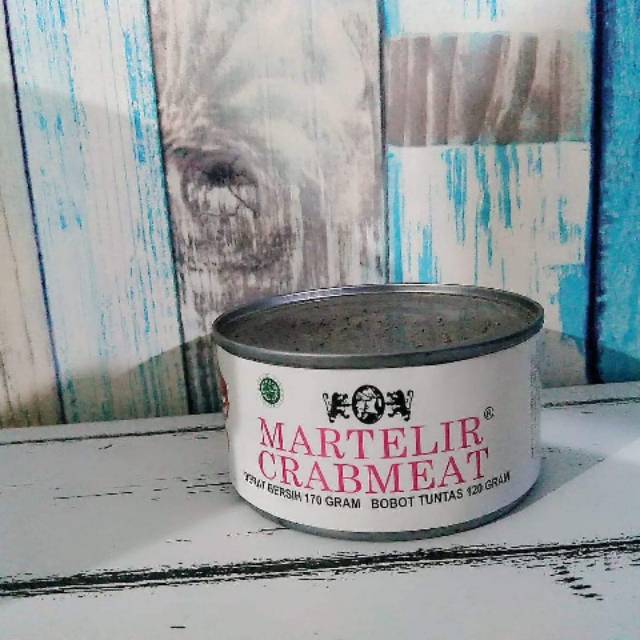 MARTELIR®
CRABMEAT
BERAT BERSIH 170 GRAM BOBOT TUNTAS 120 GRAM